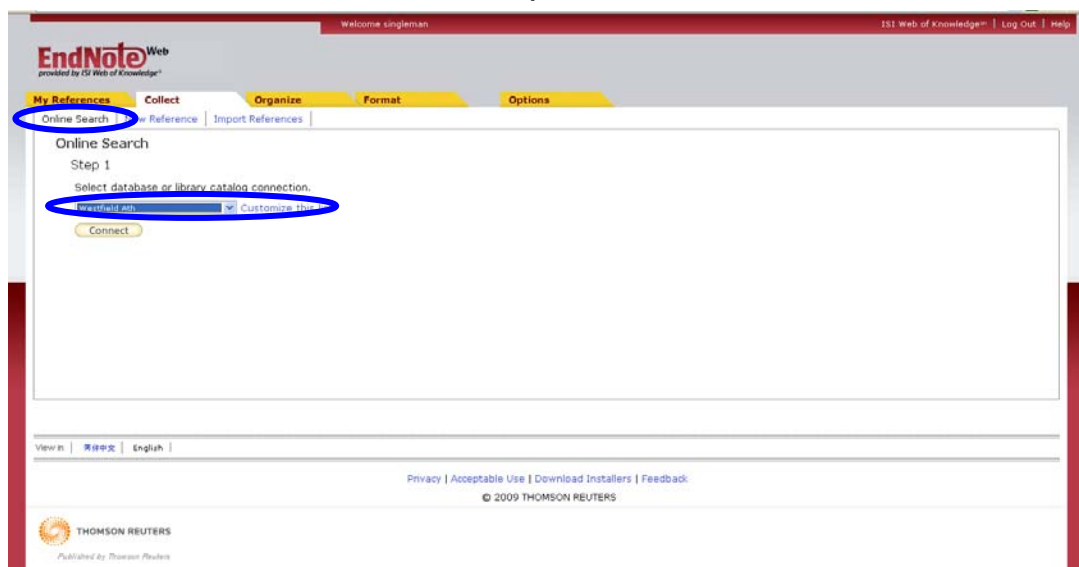 Welcome singleman
ISI Web of Knowledge℠ | Log Out | Help
EndNote Web
provided by ISI Web of Knowledge℠
My References Collect Organize Format Options
Online Search | New Reference | Import References |
Online Search
Step 1
Select database or library catalog connection.
Westfield Ath Customize this
Connect
View in | 简体中文 | English |
Privacy | Acceptable Use | Download Installers | Feedback
© 2009 THOMSON REUTERS
THOMSON REUTERS
Published by Thomson Reuters